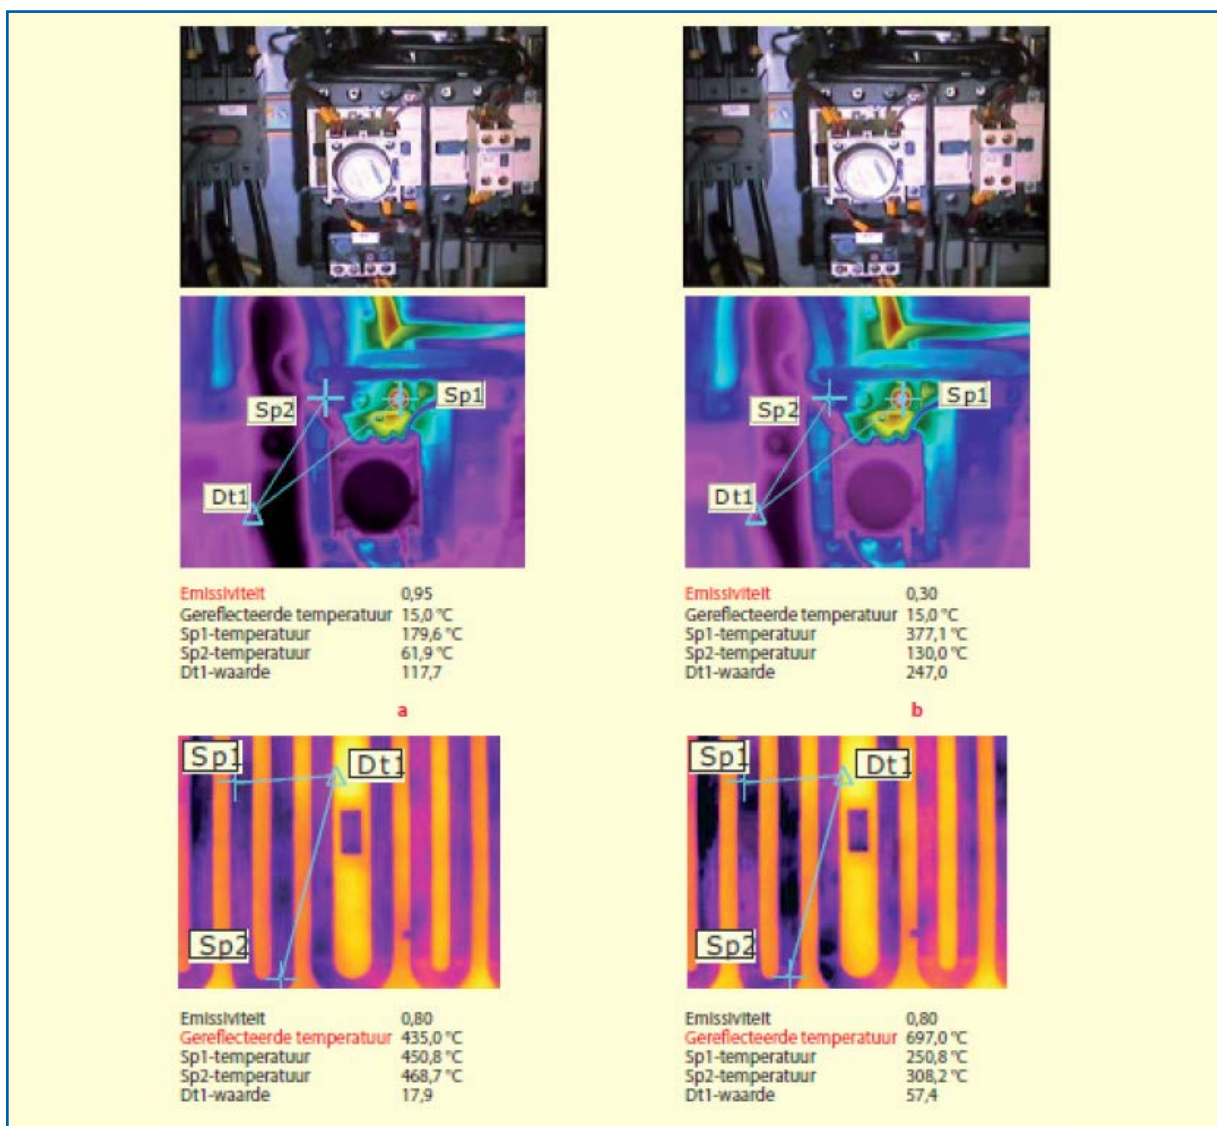 Sp2
Sp1
Dt1
Sp2
Sp1
Dt1
Emissiviteit 0,95
Gereflecteerde temperatuur 15,0 °C
Sp1-temperatuur 179,6 °C
Sp2-temperatuur 61,9 °C
Dt1-waarde 117,7
a
Emissiviteit 0,30
Gereflecteerde temperatuur 15,0 °C
Sp1-temperatuur 377,1 °C
Sp2-temperatuur 130,0 °C
Dt1-waarde 247,0
b
Sp1
Dt1
Sp2
Sp1
Dt1
Sp2
Emissiviteit 0,80
Gereflecteerde temperatuur 435,0 °C
Sp1-temperatuur 450,8 °C
Sp2-temperatuur 468,7 °C
Dt1-waarde 17,9
Emissiviteit 0,80
Gereflecteerde temperatuur 697,0 °C
Sp1-temperatuur 250,8 °C
Sp2-temperatuur 308,2 °C
Dt1-waarde 57,4